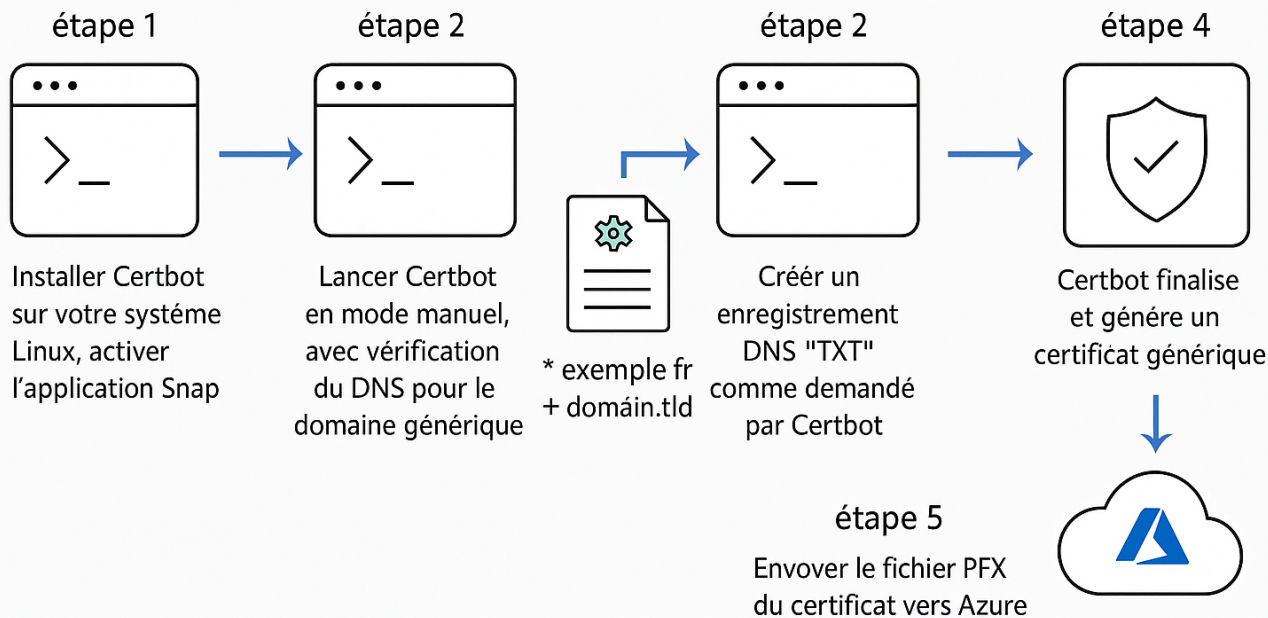 étape 1
Installer Certbot
sur votre systéme
Linux, activer
l'application Snap
étape 2
Lancer Certbot
en mode manuel,
avec vérification
du DNS pour le
domaine générique
* exemple fr
+ domáin.tld
étape 2
Créér un
enregistrement
DNS "TXT"
comme demandé
par Certbot
étape 4
Certbot finalise
et génére un
certificat générique
étape 5
Envover le fichier PFX
du certificat vers Azure